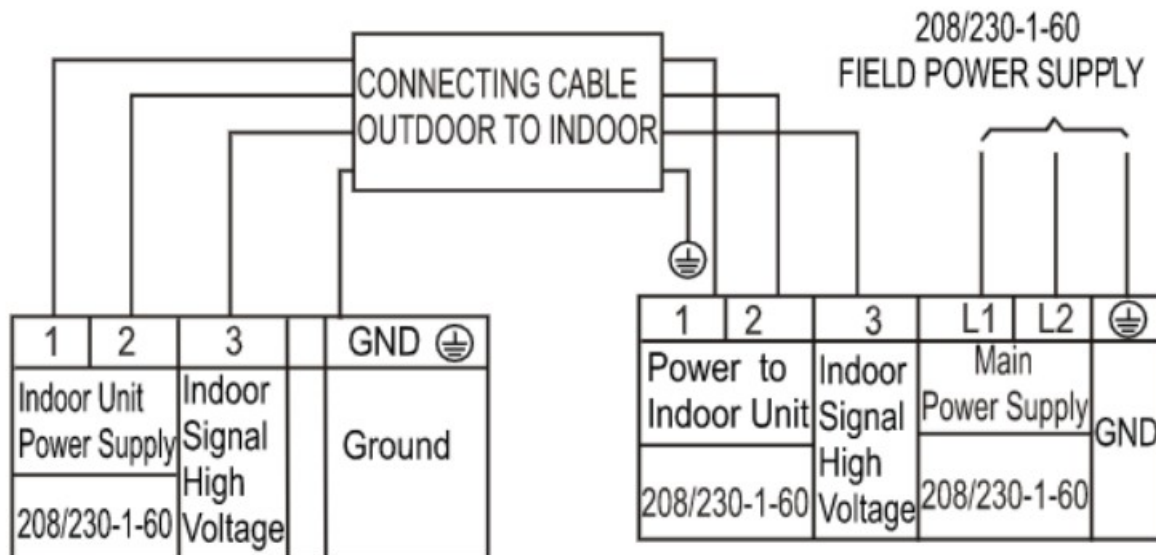 208/230-1-60
FIELD POWER SUPPLY
CONNECTING CABLE
OUTDOOR TO INDOOR
1 2 3 GND
Indoor Unit
Power Supply
208/230-1-60
Indoor
Signal
High
Voltage
Ground
1 2 3 L1 L2
Power to
Indoor Unit
208/230-1-60
Indoor
Signal
High
Voltage
Main
Power Supply
208/230-1-60
GND